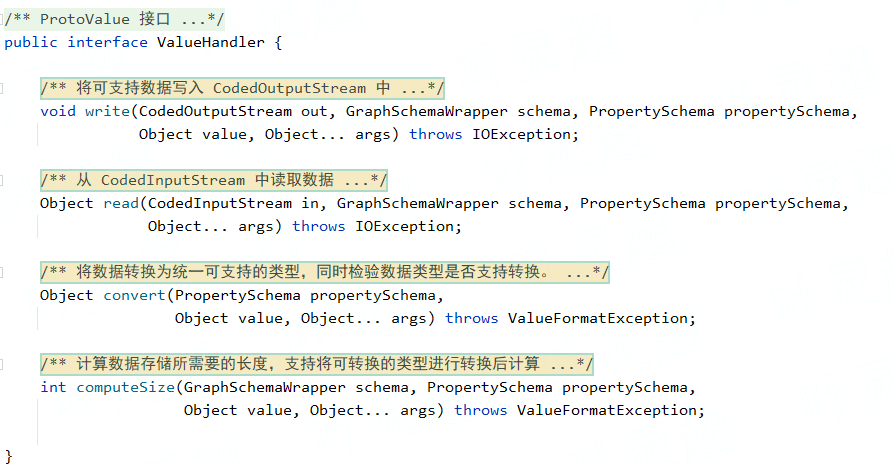 /** ProtoValue 接口 ...*/
public interface ValueHandler {
/** 将可支持数据写入 CodedOutputStream 中 ...*/
void write(CodedOutputStream out, GraphSchemaWrapper schema, PropertySchema propertySchema,
Object value, Object... args) throws IOException;
/** 从 CodedInputStream 中读取数据 ...*/
Object read(CodedInputStream in, GraphSchemaWrapper schema, PropertySchema propertySchema,
Object... args) throws IOException;
/** 将数据转换为统一可支持的类型，同时检验数据类型是否支持转换。 ...*/
Object convert(PropertySchema propertySchema,
Object value, Object... args) throws ValueFormatException;
/** 计算数据存储所需要的长度，支持将可转换的类型进行转换后计算 ...*/
int computeSize(GraphSchemaWrapper schema, PropertySchema propertySchema,
Object value, Object... args) throws ValueFormatException;
}